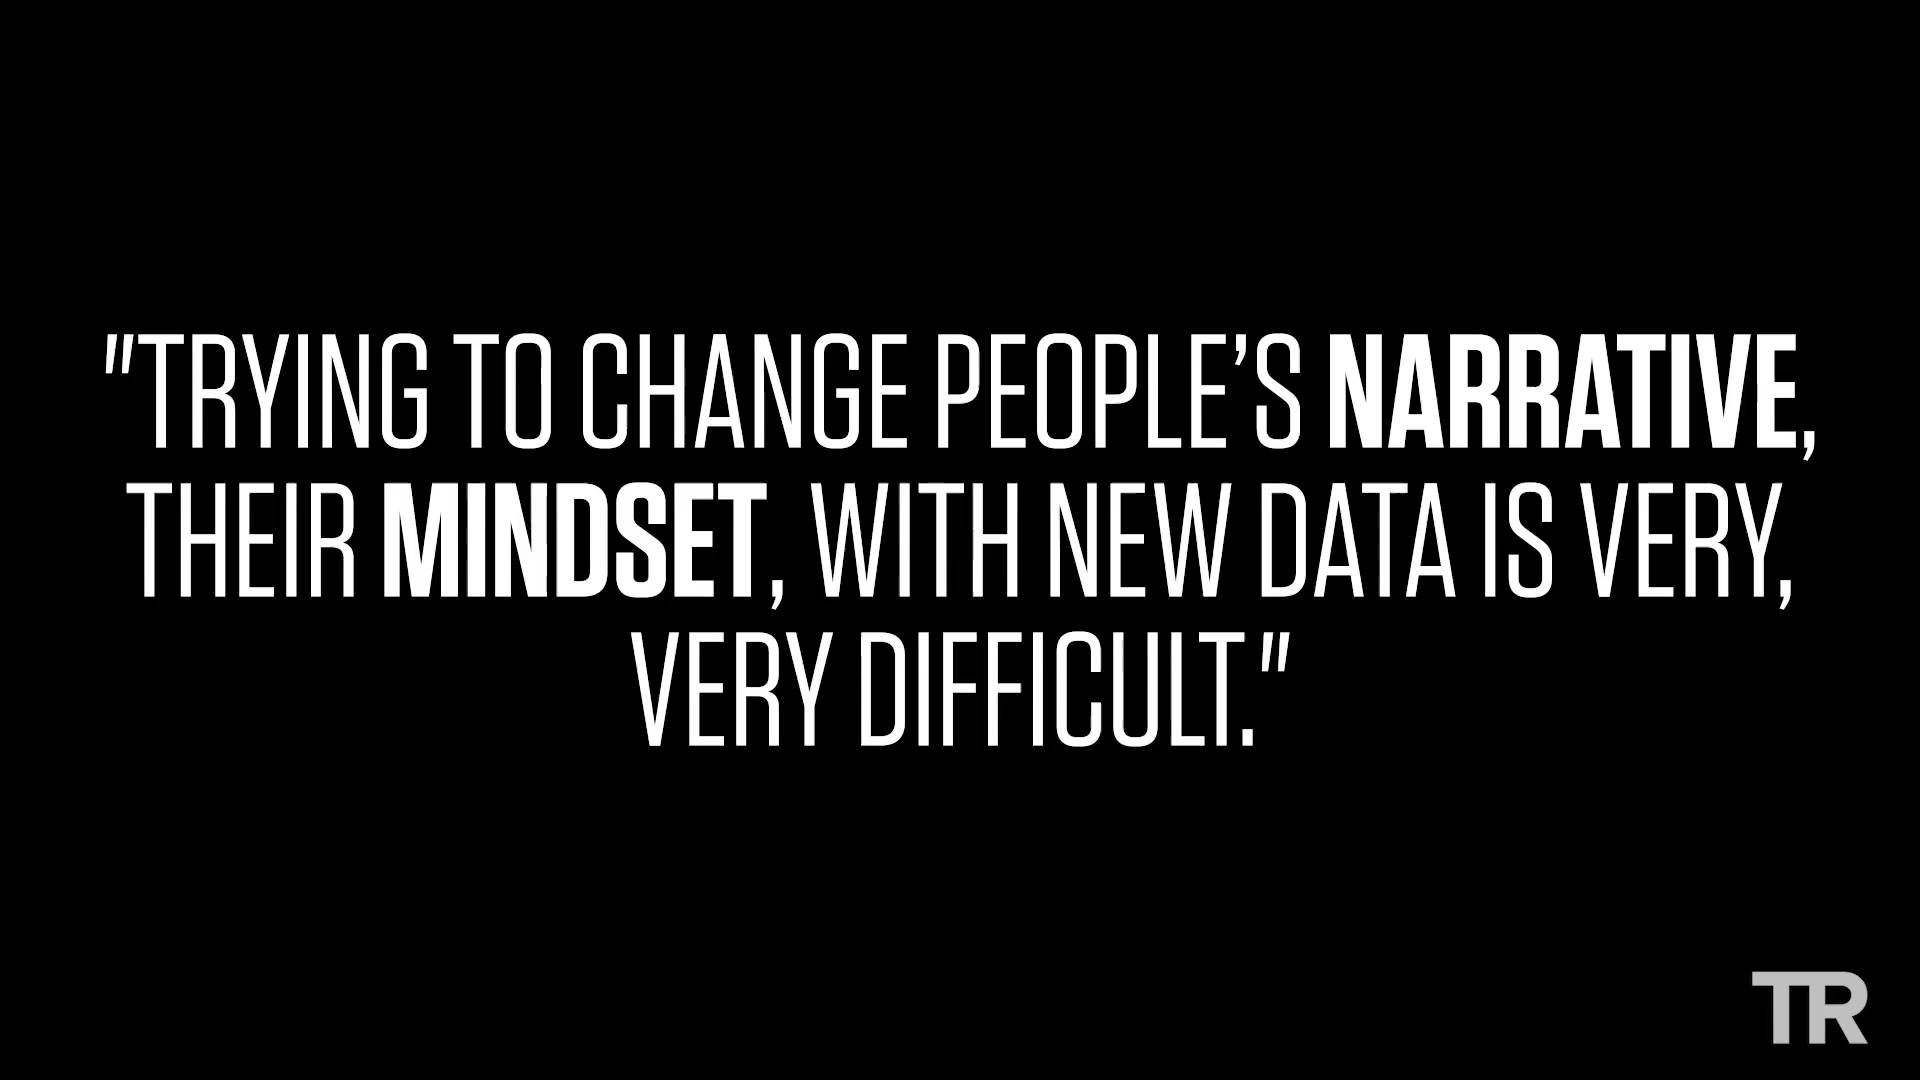 "TRYING TO CHANGE PEOPLE’S NARRATIVE,
THEIR MINDSET, WITH NEW DATA IS VERY,
VERY DIFFICULT."
TR